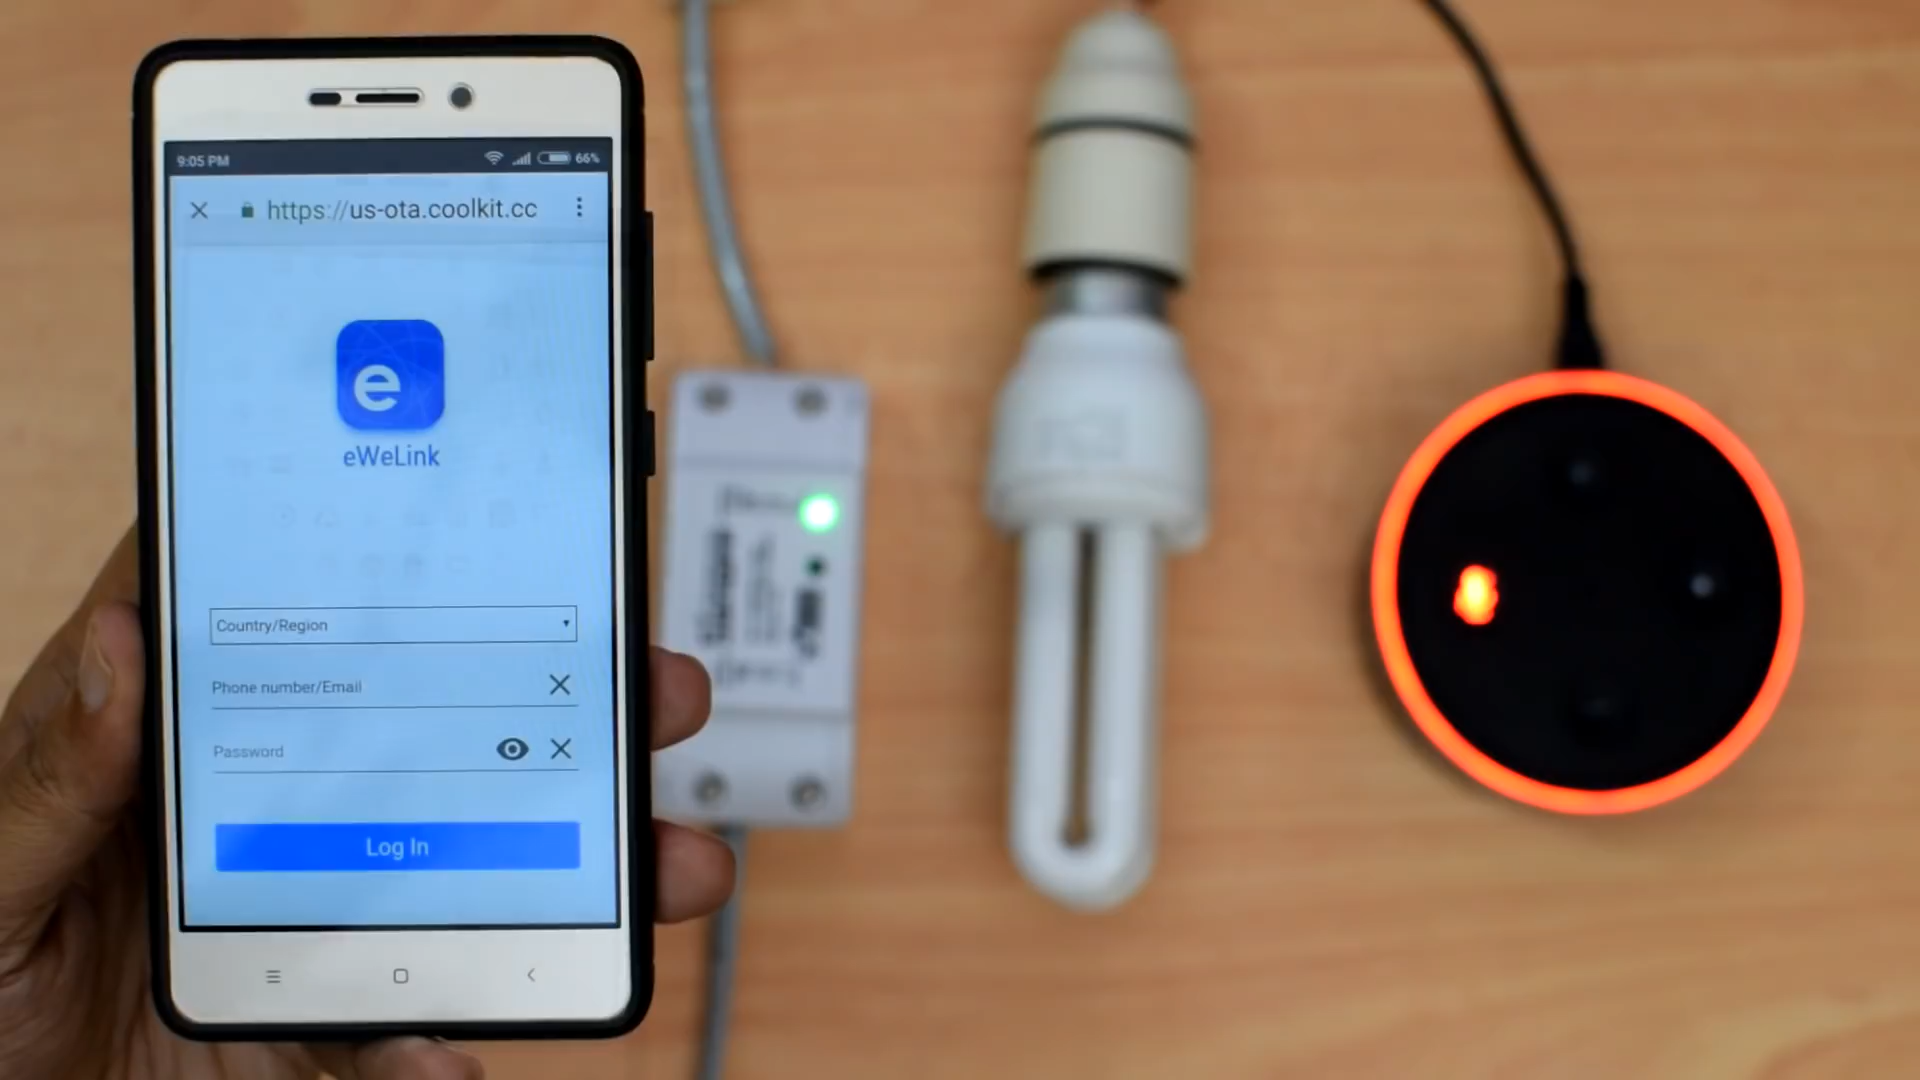 9:05 PM 66%
https://us-ota.coolkit.cc
e
eWeLink
Country/Region
Phone number/Email
Password
Log In